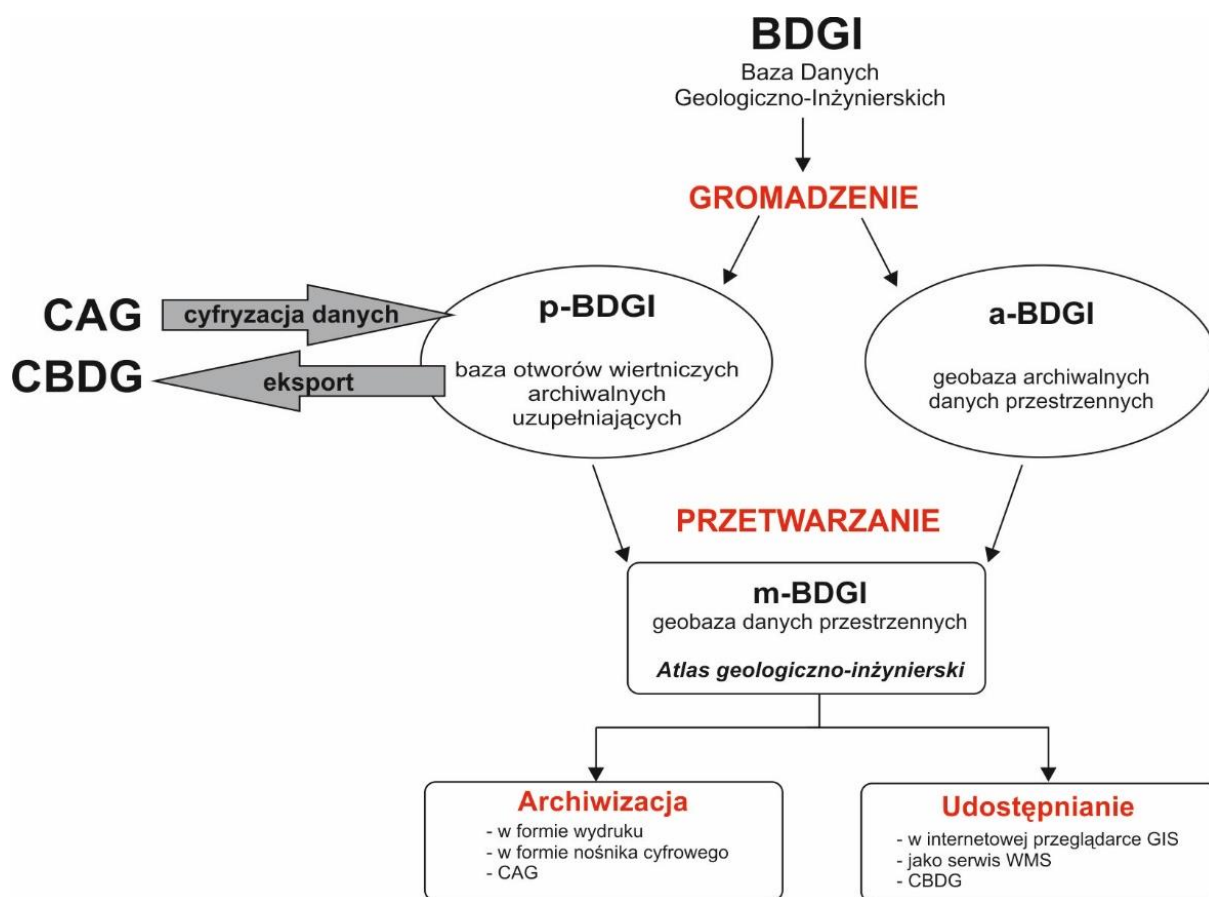 BDGI
Baza Danych
Geologiczno-Inżynierskich
GROMADZENIE
CAG
cyfryzacja danych
CBDG
eksport
p-BDGI
baza otworów wiertniczych
archiwalnych
uzupełniających
a-BDGI
geobaza archiwalnych
danych przestrzennych
PRZETWARZANIE
m-BDGI
geobaza danych przestrzennych
Atlas geologiczno-inżynierski
Archiwizacja
- w formie wydruku
- w formie nośnika cyfrowego
- CAG
Udostępnianie
- w internetowej przeglądarce GIS
- jako serwis WMS
- CBDG